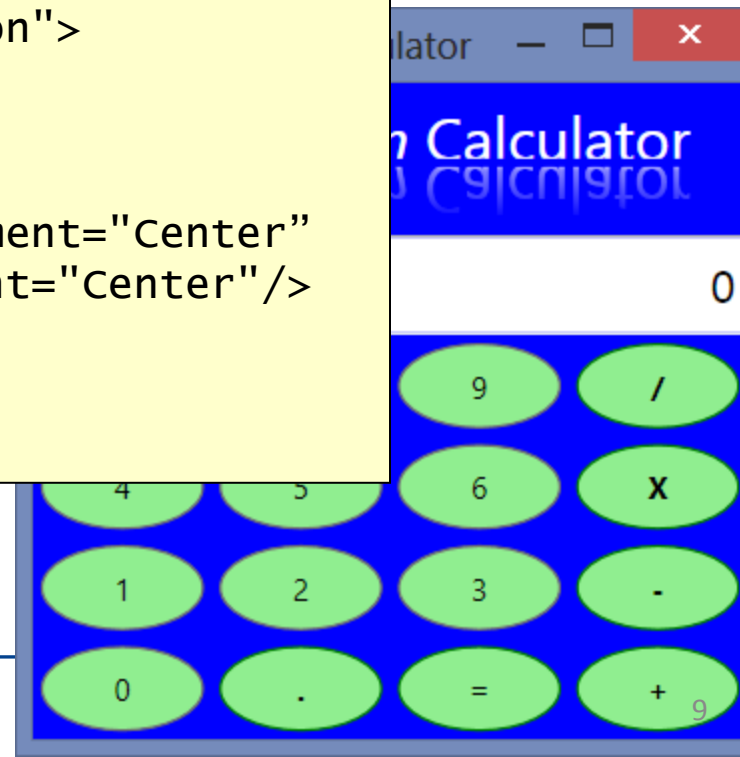 on">
lator
n Calculator
ment="Center”
nt="Center"/>
0
9 /
4 5 6 X
1 2 3 -
0 . = +
9